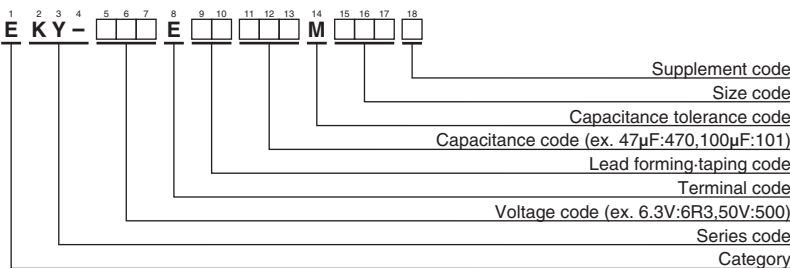 1 2 3 4 5 6 7 8 9 10 11 12 13 14 15 16 17 18
E KY– □□□ E □□ □□□ M □□□ □
Supplement code
Size code
Capacitance tolerance code
Capacitance code (ex. 47μF:470,100μF:101)
Lead forming·taping code
Terminal code
Voltage code (ex. 6.3V:6R3,50V:500)
Series code
Category